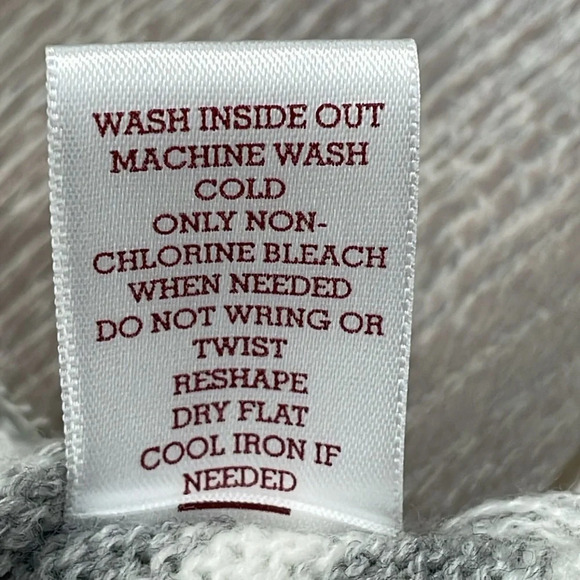 WASH INSIDE OUT
MACHINE WASH
COLD
ONLY NON-
CHLORINE BLEACH
WHEN NEEDED
DO NOT WRING OR
TWIST
RESHAPE
DRY FLAT
COOL IRON IF
NEEDED